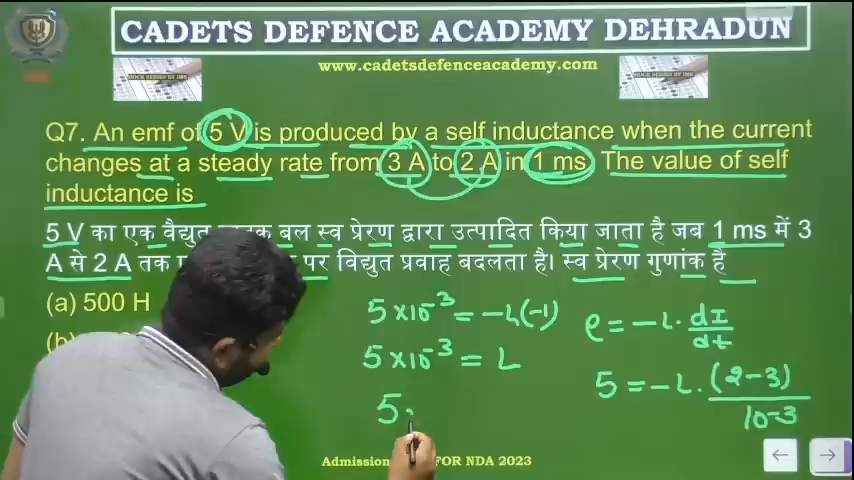 CADETS DEFENCE ACADEMY DEHRADUN
www.cadetsdefenceacademy.com
Q7. An emf of 5 V is produced by a self inductance when the current
changes at a steady rate from 3 A to 2 A in 1 ms. The value of self
inductance is
5 V का एक वैद्युत बल स्व प्रेरण द्वारा उत्पादित किया जाता है जब 1 ms में 3
A से 2 A तक पर विद्युत प्रवाह बदलता है। स्व प्रेरण गुणांक है
(a) 500 H
5×10⁻³ = -L(-1)
5×10⁻³ = L
5
e = -L. dI/dt
5 = -L. (2-3)/10-3
Admission FOR NDA 2023